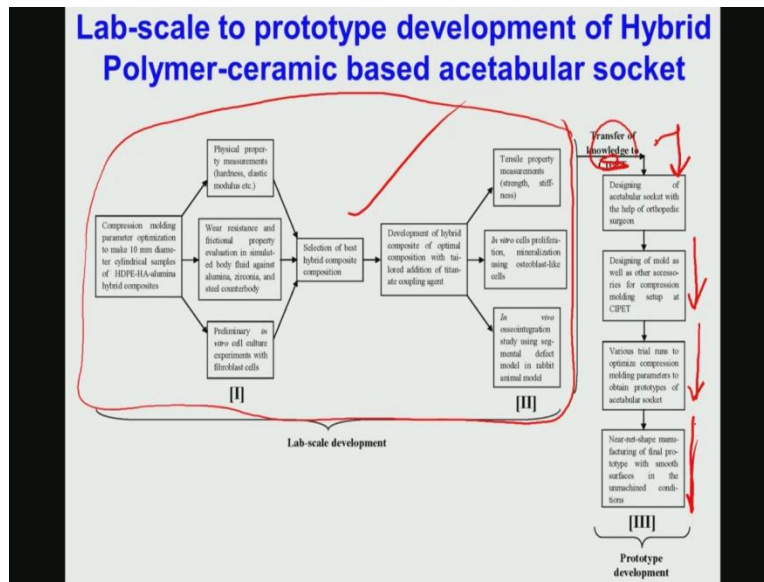 Lab-scale to prototype development of Hybrid
Polymer-ceramic based acetabular socket
Compression molding
parameter optimization
to make 10 mm diame-
ter cylindrical samples
of HDPE-HA-alumina
hybrid composites
Physical proper-
ty measurements
(hardness, elastic
modulus etc.)
Wear resistance and
frictional property
evaluation in simulat-
ed body fluid against
alumina, zirconia, and
steel counterbody
Preliminary in
vitro cell culture
experiments with
fibroblast cells
[I]
Selection of best
hybrid composite
composition
Development of hybrid
composite of optimal
composition with tai-
lored addition of titan-
ate coupling agent
Tensile property
measurements
(strength, stiff-
ness)
In vitro cells prolifera-
tion, mineralization
using osteoblast-like
cells
In vivo
osseointegration
study using seg-
mental defect
model in rabbit
animal model
[II]
Lab-scale development
Transfer of
knowledge to
CIPET
Designing of
acetabular socket with
the help of orthopedic
surgeon
Designing of mold as
well as other accesso-
ries for compression
molding setup at
CIPET
Various trial runs to
optimize compression
molding parameters to
obtain prototypes of
acetabular socket
Near-net-shape manu-
facturing of final pro-
totype with smooth
surfaces in the
unmachined condi-
tions
[III]
Prototype
development